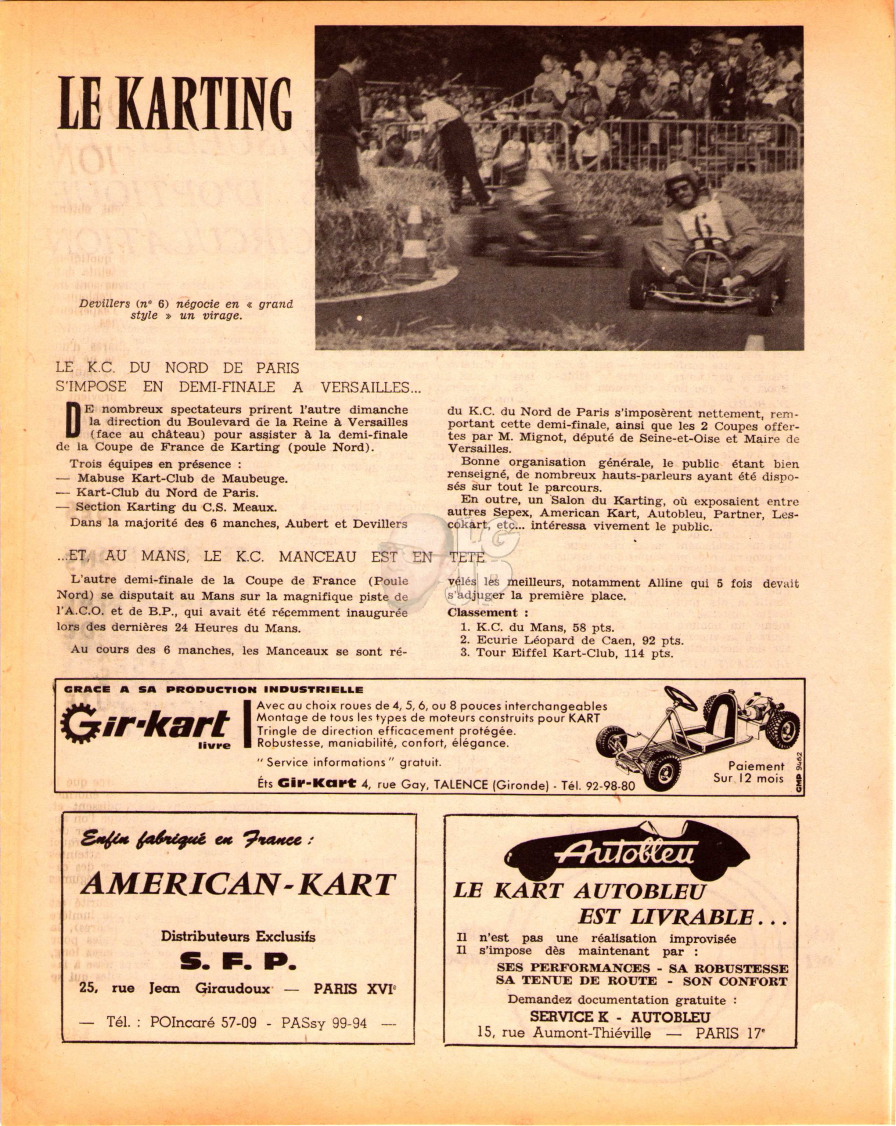 LE KARTING
6
Devillers (n° 6) négocie en « grand
style » un virage.
LE K.C. DU NORD DE PARIS
S'IMPOSE EN DEMI-FINALE A VERSAILLES...
DE nombreux spectateurs prirent l'autre dimanche
la direction du Boulevard de la Reine à Versailles
(face au château) pour assister à la demi-finale
de la Coupe de France de Karting (poule Nord).
Trois équipes en présence :
— Mabuse Kart-Club de Maubeuge.
— Kart-Club du Nord de Paris.
— Section Karting du C.S. Meaux.
Dans la majorité des 6 manches, Aubert et Devillers
du K.C. du Nord de Paris s'imposèrent nettement, rem-
portant cette demi-finale, ainsi que les 2 Coupes offer-
tes par M. Mignot, député de Seine-et-Oise et Maire de
Versailles.
Bonne organisation générale, le public étant bien
renseigné, de nombreux hauts-parleurs ayant été dispo-
sés sur tout le parcours.
En outre, un Salon du Karting, où exposaient entre
autres Sepex, American Kart, Autobleu, Partner, Les-
cokart, etc... intéressa vivement le public.
...ET, AU MANS, LE K.C. MANCEAU EST EN TETE
L'autre demi-finale de la Coupe de France (Poule
Nord) se disputait au Mans sur la magnifique piste de
l'A.C.O. et de B.P., qui avait été récemment inaugurée
lors des dernières 24 Heures du Mans.
Au cours des 6 manches, les Manceaux se sont ré-
vélés les meilleurs, notamment Alline qui 5 fois devait
s'adjuger la première place.
Classement :
1. K.C. du Mans, 58 pts.
2. Ecurie Léopard de Caen, 92 pts.
3. Tour Eiffel Kart-Club, 114 pts.
GRACE A SA PRODUCTION INDUSTRIELLE
Gir-kart
livre
Avec au choix roues de 4, 5, 6, ou 8 pouces interchangeables
Montage de tous les types de moteurs construits pour KART
Tringle de direction efficacement protégée.
Robustesse, maniabilité, confort, élégance.
"Service informations" gratuit.
Éts Gir-Kart 4, rue Gay, TALENCE (Gironde) - Tél. 92-98-80
Paiement
Sur 12 mois
GMP 9462
Enfin fabriqué en France :
AMERICAN-KART
Distributeurs Exclusifs
S. F. P.
25, rue Jean Giraudoux — PARIS XVIe
— Tél. : POIncaré 57-09 - PASsy 99-94 —
Autobleu
LE KART AUTOBLEU
EST LIVRABLE...
Il n'est pas une réalisation improvisée
Il s'impose dès maintenant par :
SES PERFORMANCES - SA ROBUSTESSE
SA TENUE DE ROUTE - SON CONFORT
Demandez documentation gratuite :
SERVICE K - AUTOBLEU
15, rue Aumont-Thiéville — PARIS 17e